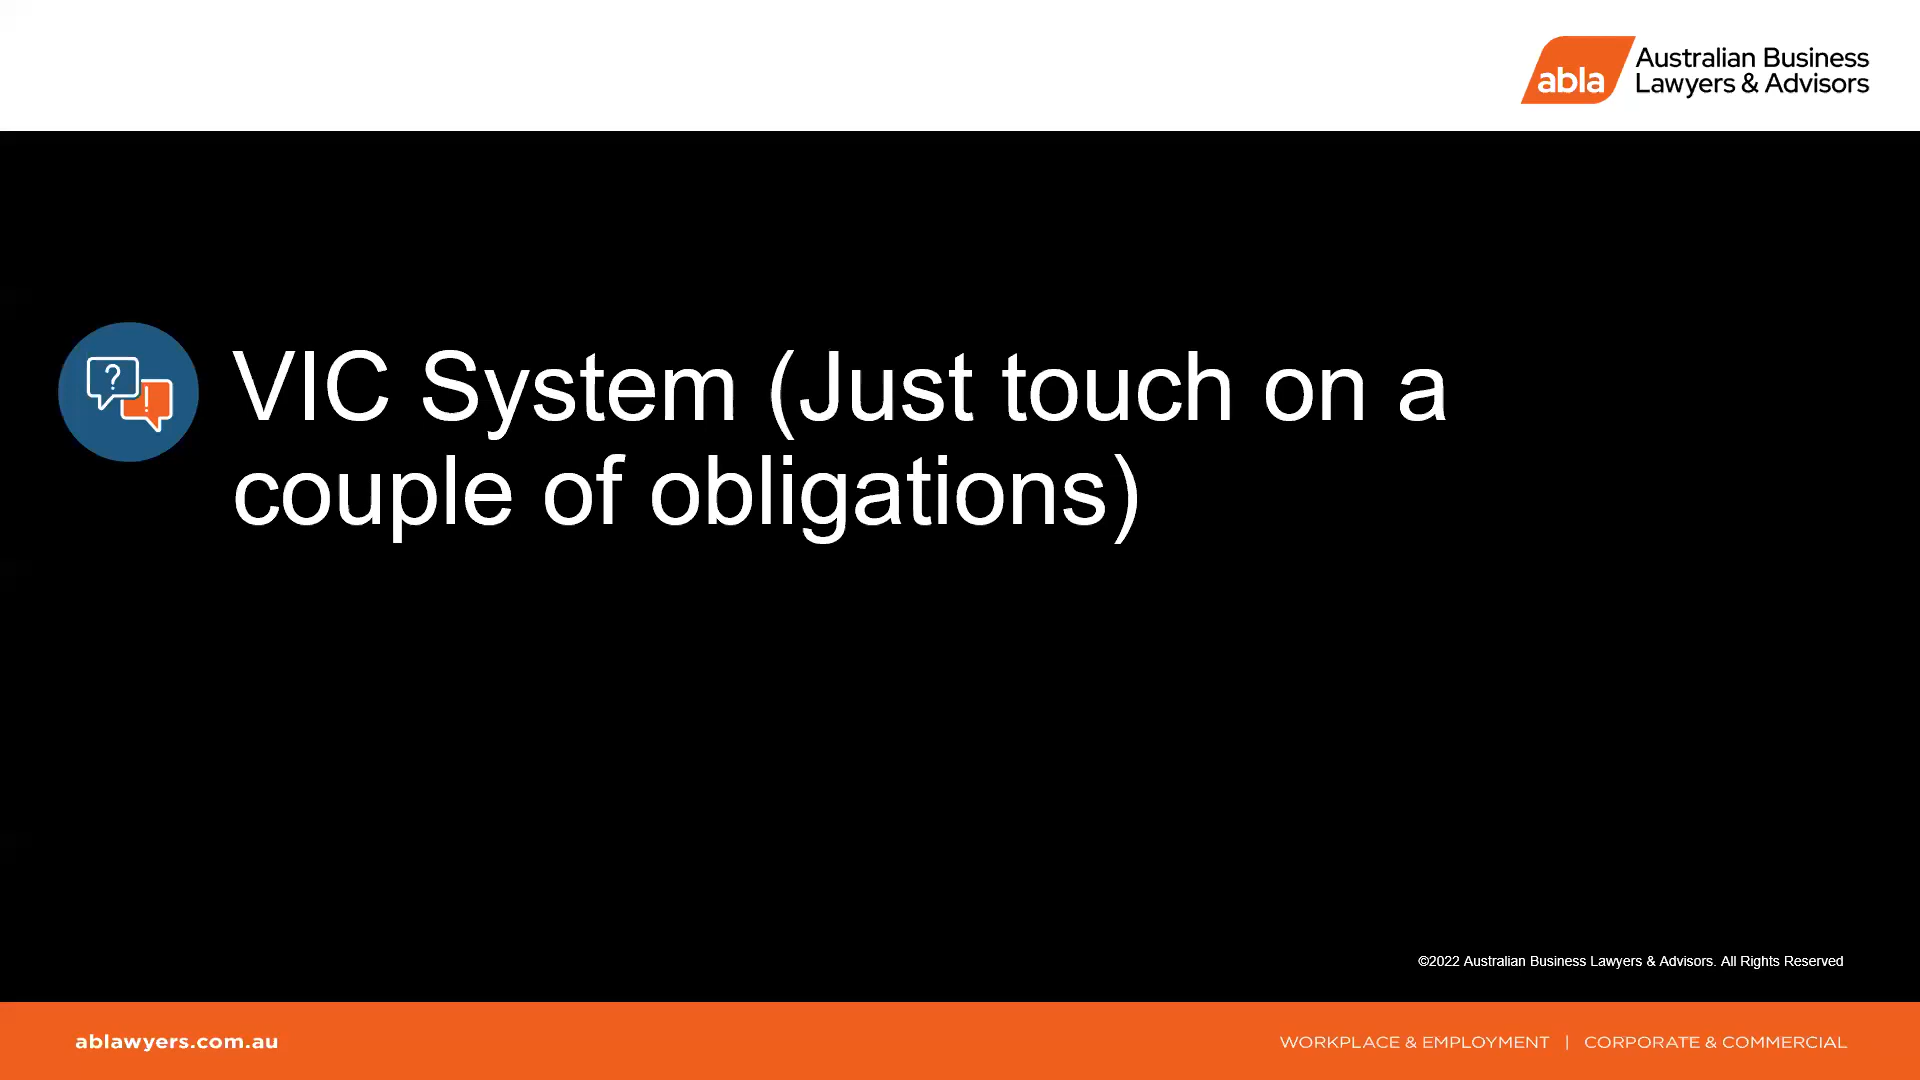 abla
Australian Business
Lawyers & Advisors
VIC System (Just touch on a
couple of obligations)
©2022 Australian Business Lawyers & Advisors. All Rights Reserved
ablawyers.com.au
WORKPLACE & EMPLOYMENT | CORPORATE & COMMERCIAL